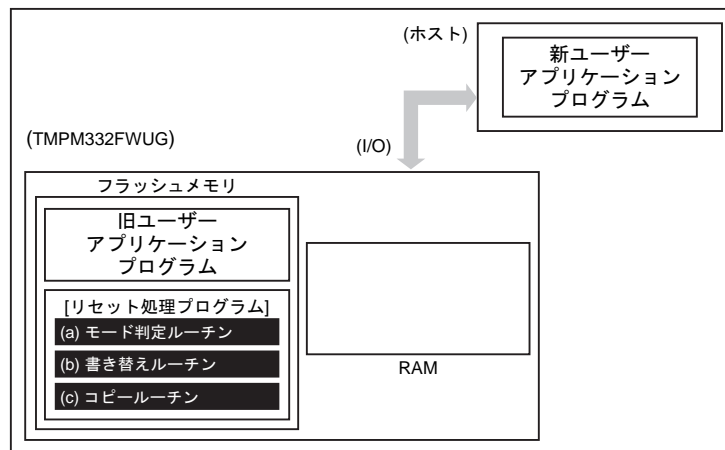 (ホスト)
新ユーザー
アプリケーション
プログラム
(TMPM332FWUG)
(I/O)
フラッシュメモリ
旧ユーザー
アプリケーション
プログラム
[リセット処理プログラム]
(a) モード判定ルーチン
(b) 書き替えルーチン
(c) コピールーチン
RAM